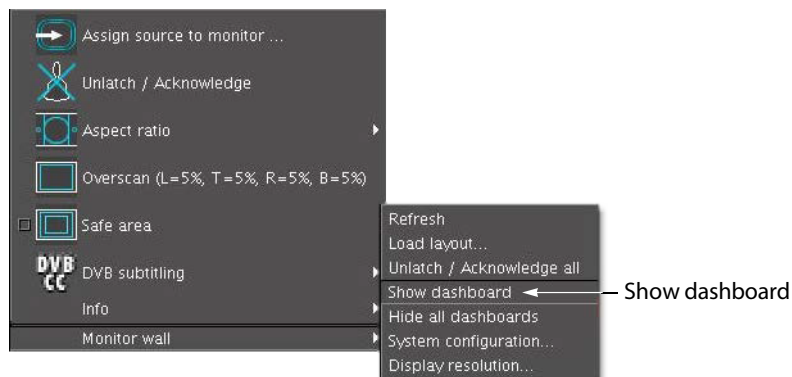 Assign source to monitor ...
Unlatch / Acknowledge
Aspect ratio
Overscan (L=5%, T=5%, R=5%, B=5%)
Safe area
DVB CC DVB subtitling
Info
Monitor wall
Refresh
Load layout...
Unlatch / Acknowledge all
Show dashboard
Hide all dashboards
System configuration...
Display resolution...
Show dashboard